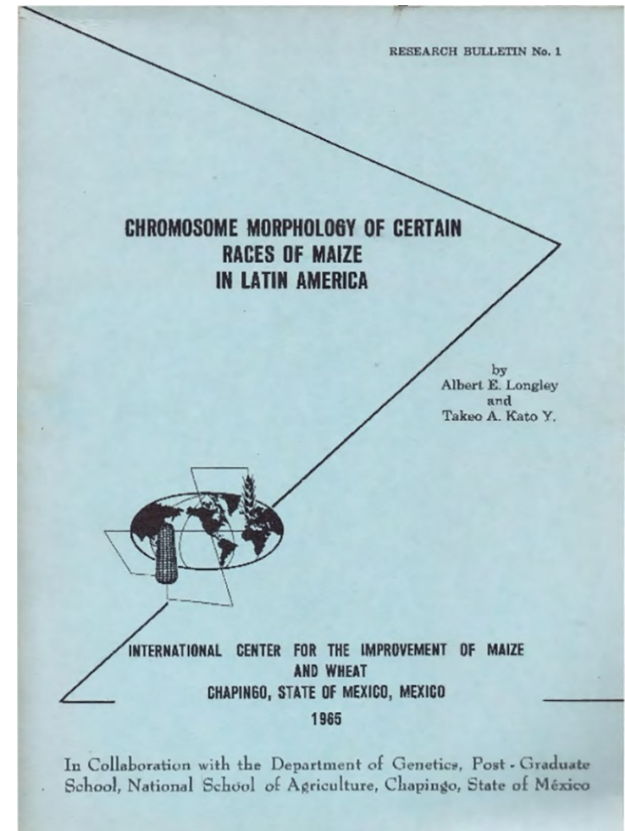 RESEARCH BULLETIN No. 1
CHROMOSOME MORPHOLOGY OF CERTAIN
RACES OF MAIZE
IN LATIN AMERICA
by
Albert E. Longley
and
Takeo A. Kato Y.
INTERNATIONAL CENTER FOR THE IMPROVEMENT OF MAIZE
AND WHEAT
CHAPINGO, STATE OF MEXICO, MEXICO
1965
In Collaboration with the Department of Genetics, Post - Graduate
School, National School of Agriculture, Chapingo, State of México